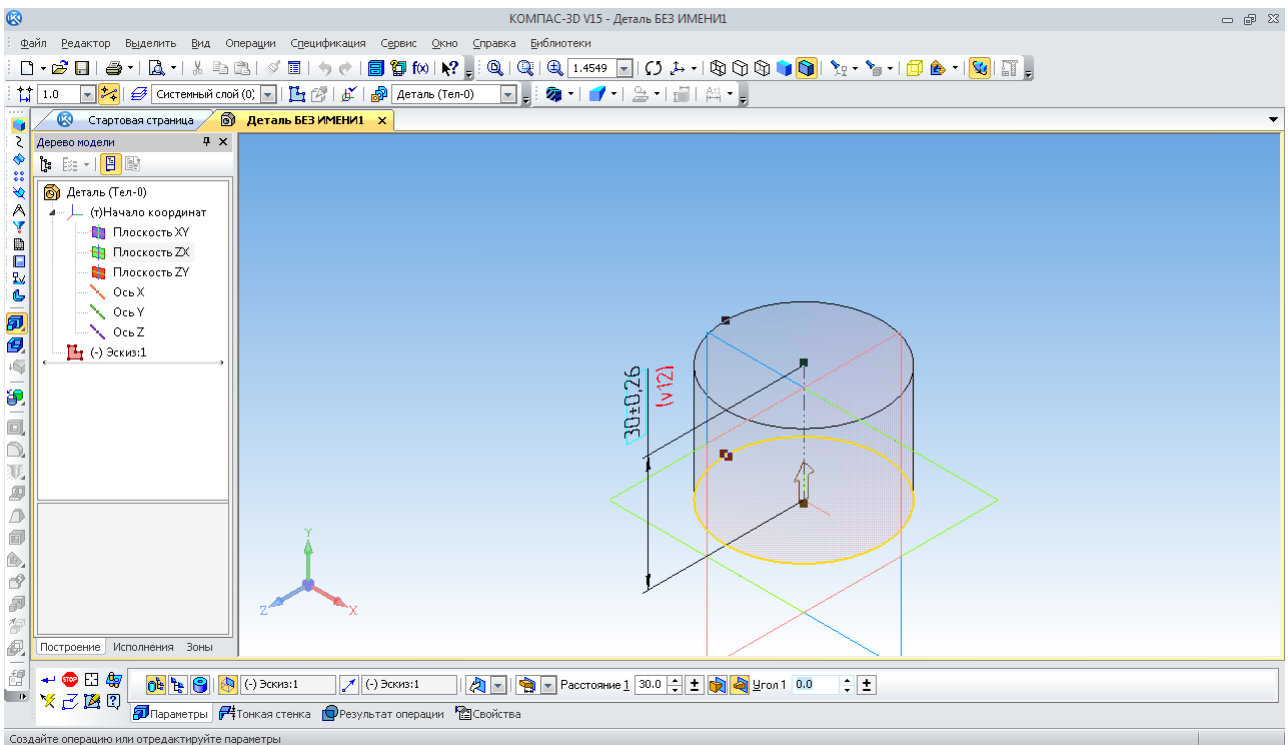 КОМПАС-3D V15 - Деталь БЕЗ ИМЕНИ1
Файл Редактор Выделить Вид Операции Спецификация Сервис Окно Справка Библиотеки
1.4549
1.0 Системный слой (0; Деталь (Тел-0)
Стартовая страница Деталь БЕЗ ИМЕНИ1 x
Дерево модели
Деталь (Тел-0)
(т)Начало координат
Плоскость XY
Плоскость ZX
Плоскость ZY
Ось X
Ось Y
Ось Z
(-) Эскиз:1
30±0,26
(v12)
Y
Z X
Построение Исполнения Зоны
STOP (-) Эскиз:1 (-) Эскиз:1 Расстояние 1 30.0 Угол 1 0.0
Параметры Тонкая стенка Результат операции Свойства
Создайте операцию или отредактируйте параметры